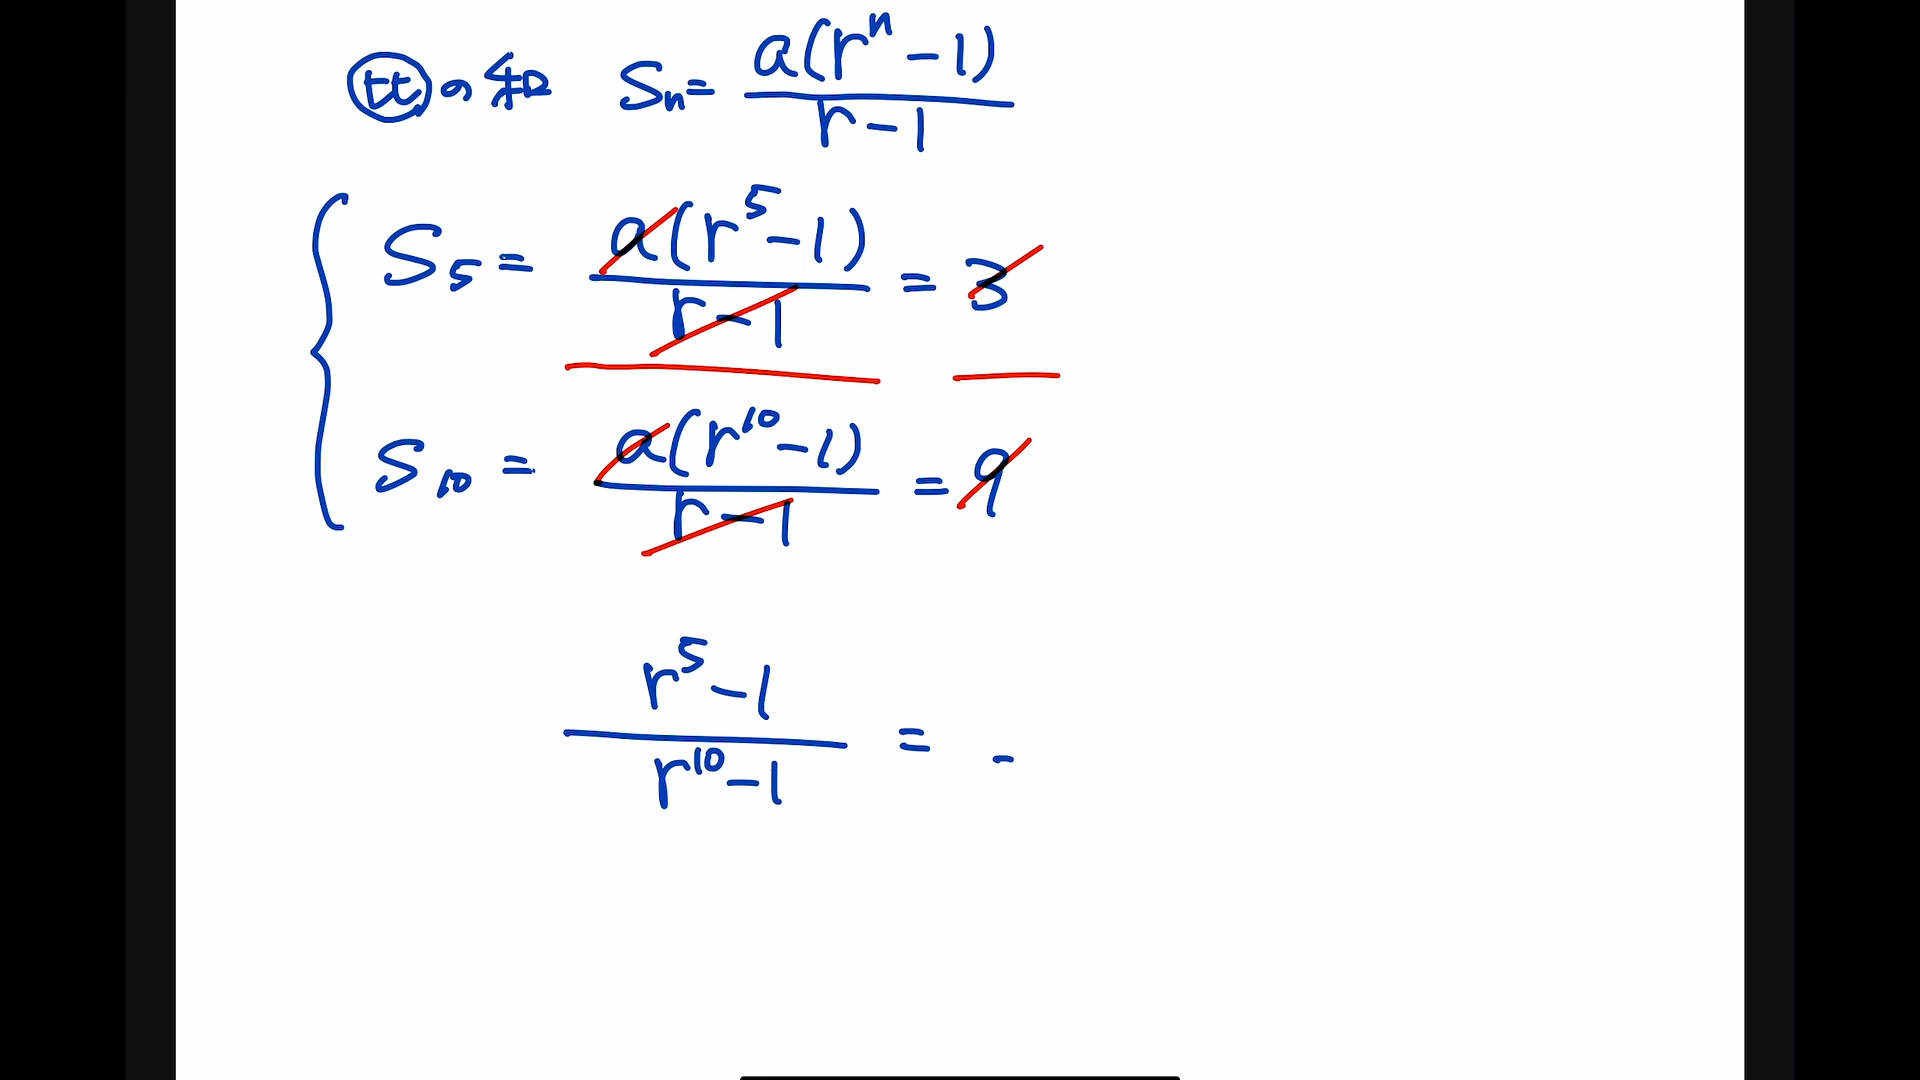 比の和 Sn = a(r^n - 1) / (r - 1)
S5 = a(r^5 - 1) / (r - 1) = 3
S10 = a(r^10 - 1) / (r - 1) = 9
(r^5 - 1) / (r^10 - 1) = -